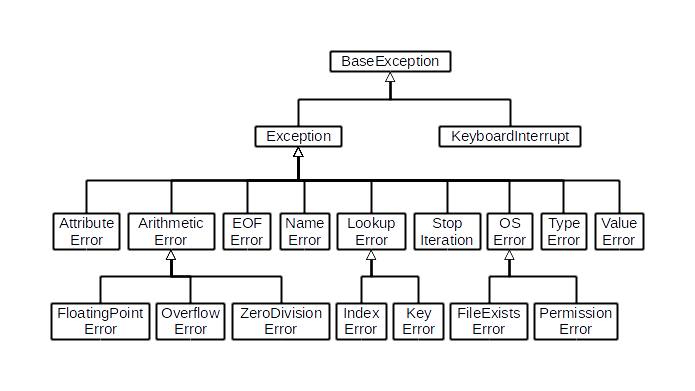 BaseException
Exception
KeyboardInterrupt
Attribute
Error
Arithmetic
Error
EOF
Error
Name
Error
Lookup
Error
Stop
Iteration
OS
Error
Type
Error
Value
Error
FloatingPoint
Error
Overflow
Error
ZeroDivision
Error
Index
Error
Key
Error
FileExists
Error
Permission
Error